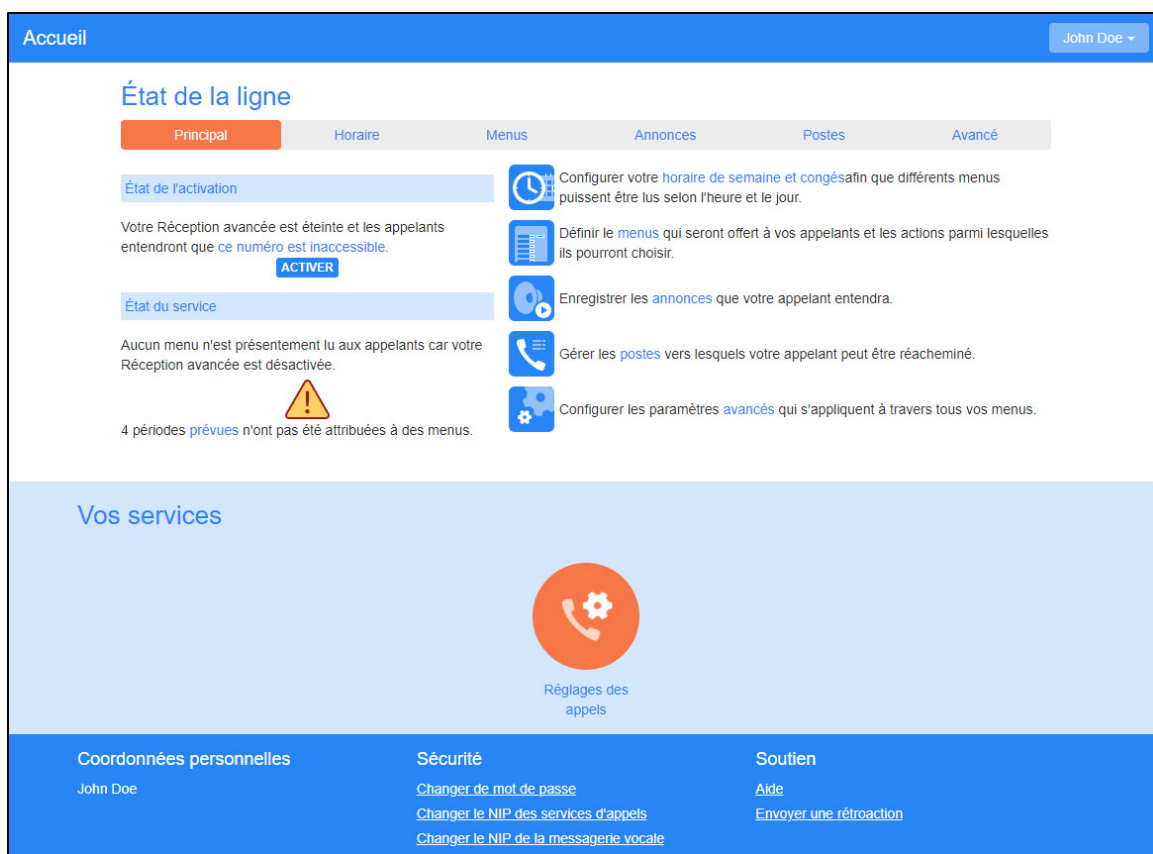 Accueil
John Doe
État de la ligne
Principal
Horaire
Menus
Annonces
Postes
Avancé
État de l'activation
Votre Réception avancée est éteinte et les appelants
entendront que ce numéro est inaccessible.
ACTIVER
État du service
Aucun menu n'est présentement lu aux appelants car votre
Réception avancée est désactivée.
4 périodes prévues n'ont pas été attribuées à des menus.
Configurer votre horaire de semaine et congésafin que différents menus
puissent être lus selon l'heure et le jour.
Définir le menus qui seront offert à vos appelants et les actions parmi lesquelles
ils pourront choisir.
Enregistrer les annonces que votre appelant entendra.
Gérer les postes vers lesquels votre appelant peut être réacheminé.
Configurer les paramètres avancés qui s'appliquent à travers tous vos menus.
Vos services
Réglages des
appels
Coordonnées personnelles
John Doe
Sécurité
Changer de mot de passe
Changer le NIP des services d'appels
Changer le NIP de la messagerie vocale
Soutien
Aide
Envoyer une rétroaction